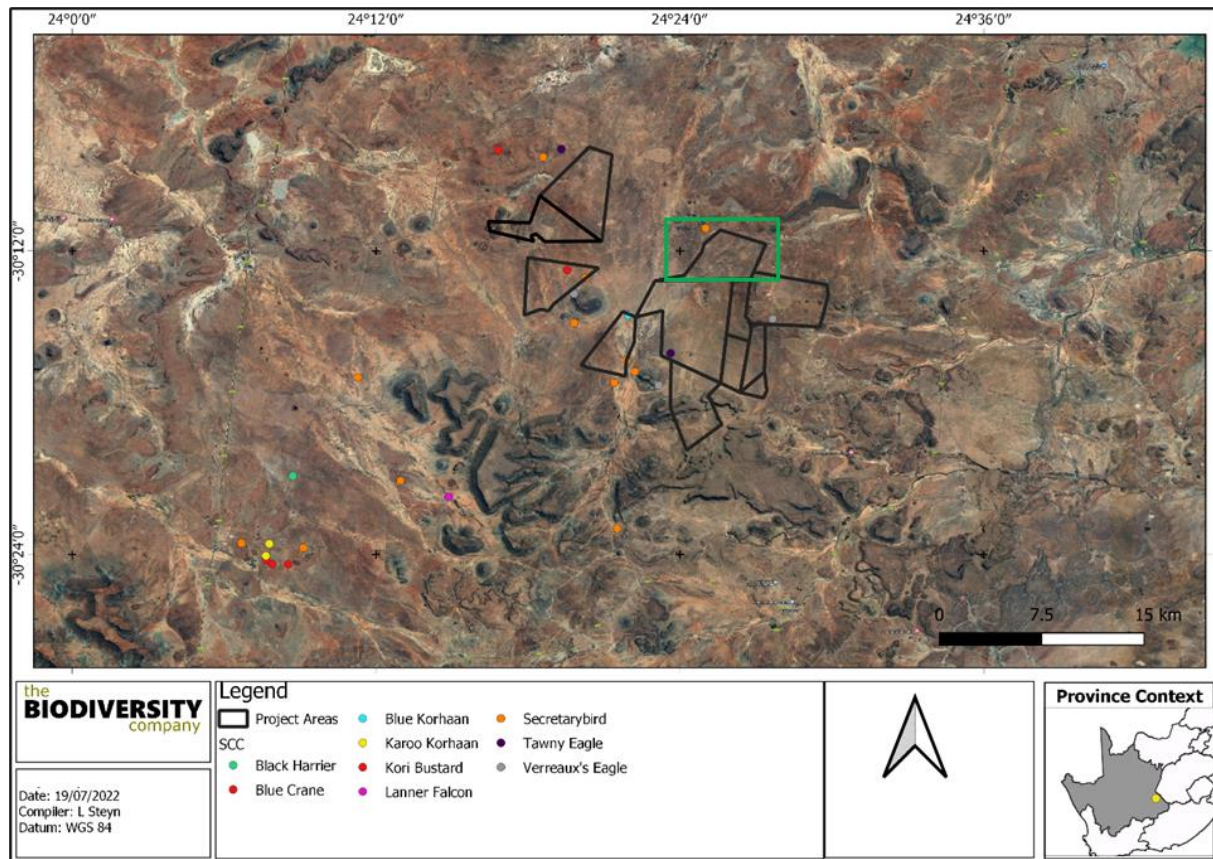 24°0'0"
24°12'0"
24°24'0"
24°36'0"
-30°12'0"
-30°24'0"
0 7.5 15 km
the
BIODIVERSITY
company
Date: 19/07/2022
Compiler: L Steyn
Datum: WGS 84
Legend
Project Areas
SCC
Black Harrier
Blue Crane
Blue Korhaan
Karoo Korhaan
Kori Bustard
Lanner Falcon
Secretarybird
Tawny Eagle
Verreaux's Eagle
Province Context